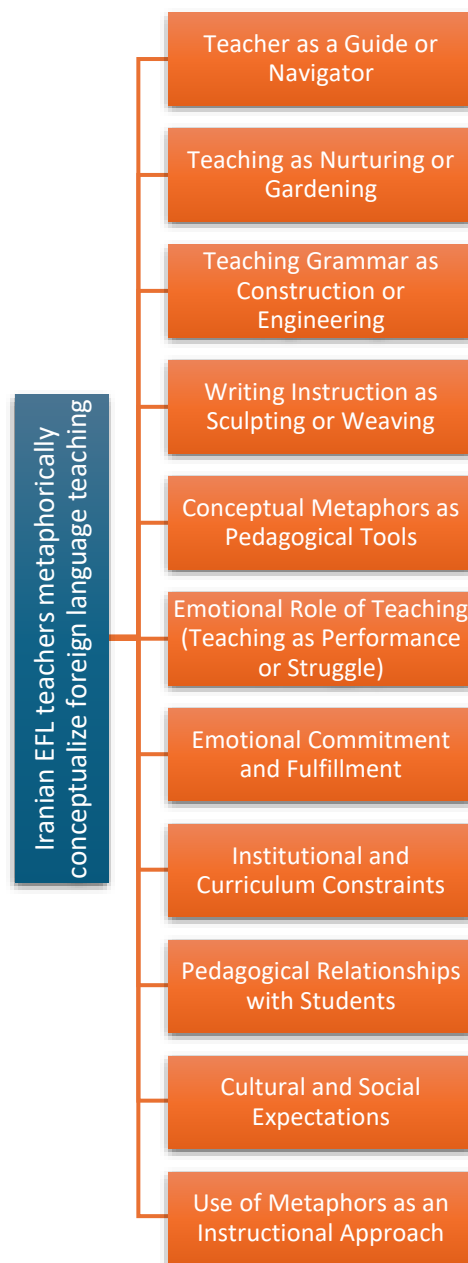 Iranian EFL teachers metaphorically
conceptualize foreign language teaching
Teacher as a Guide or
Navigator
Teaching as Nurturing or
Gardening
Teaching Grammar as
Construction or
Engineering
Writing Instruction as
Sculpting or Weaving
Conceptual Metaphors as
Pedagogical Tools
Emotional Role of Teaching
(Teaching as Performance
or Struggle)
Emotional Commitment
and Fulfillment
Institutional and
Curriculum Constraints
Pedagogical Relationships
with Students
Cultural and Social
Expectations
Use of Metaphors as an
Instructional Approach